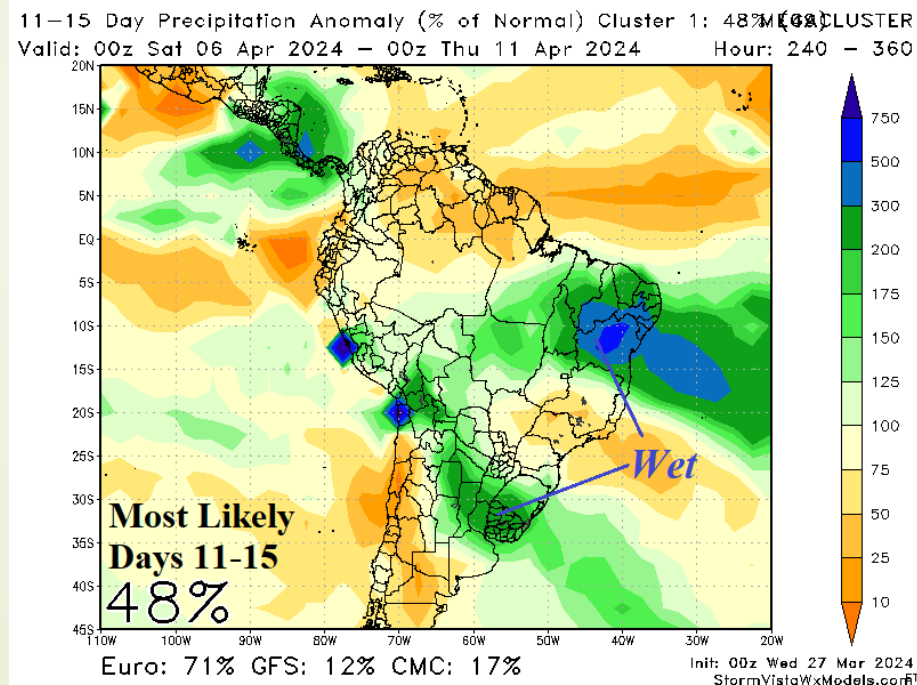 11-15 Day Precipitation Anomaly (% of Normal) Cluster 1: 48% MEGACLUSTER
Valid: 00z Sat 06 Apr 2024 - 00z Thu 11 Apr 2024 Hour: 240 - 360
20N
15N
10N
5N
EQ
5S
10S
15S
20S
25S
30S
35S
40S
45S
110W 100W 90W 80W 70W 60W 50W 40W 30W 20W
750
500
300
200
175
150
125
100
75
50
25
10
Wet
Most Likely
Days 11-15
48%
Euro: 71% GFS: 12% CMC: 17%
Init: 00z Wed 27 Mar 2024
StormVistaWxModels.com